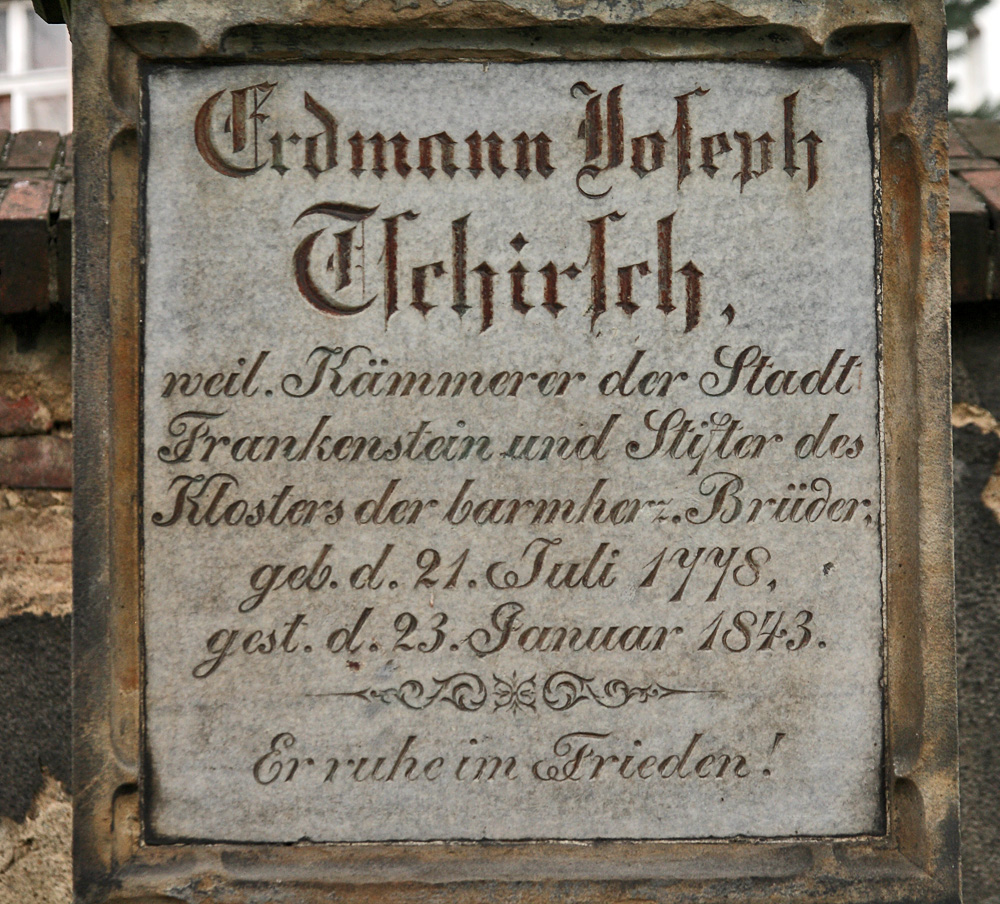 Erdmann Joseph
Tschirsch,
weil. Kämmerer der Stadt
Frankenstein und Stifter des
Klosters der barmherz. Brüder,
geb. d. 21. Juli 1778,
gest. d. 23. Januar 1843.
Er ruhe im Frieden!